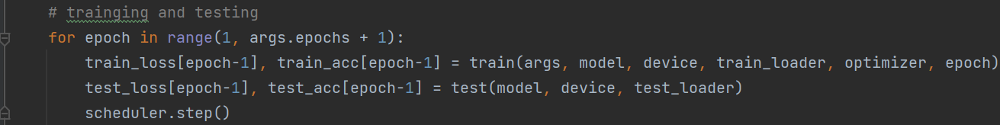 # trainging and testing
for epoch in range(1, args.epochs + 1):
train_loss[epoch-1], train_acc[epoch-1] = train(args, model, device, train_loader, optimizer, epoch)
test_loss[epoch-1], test_acc[epoch-1] = test(model, device, test_loader)
scheduler.step()